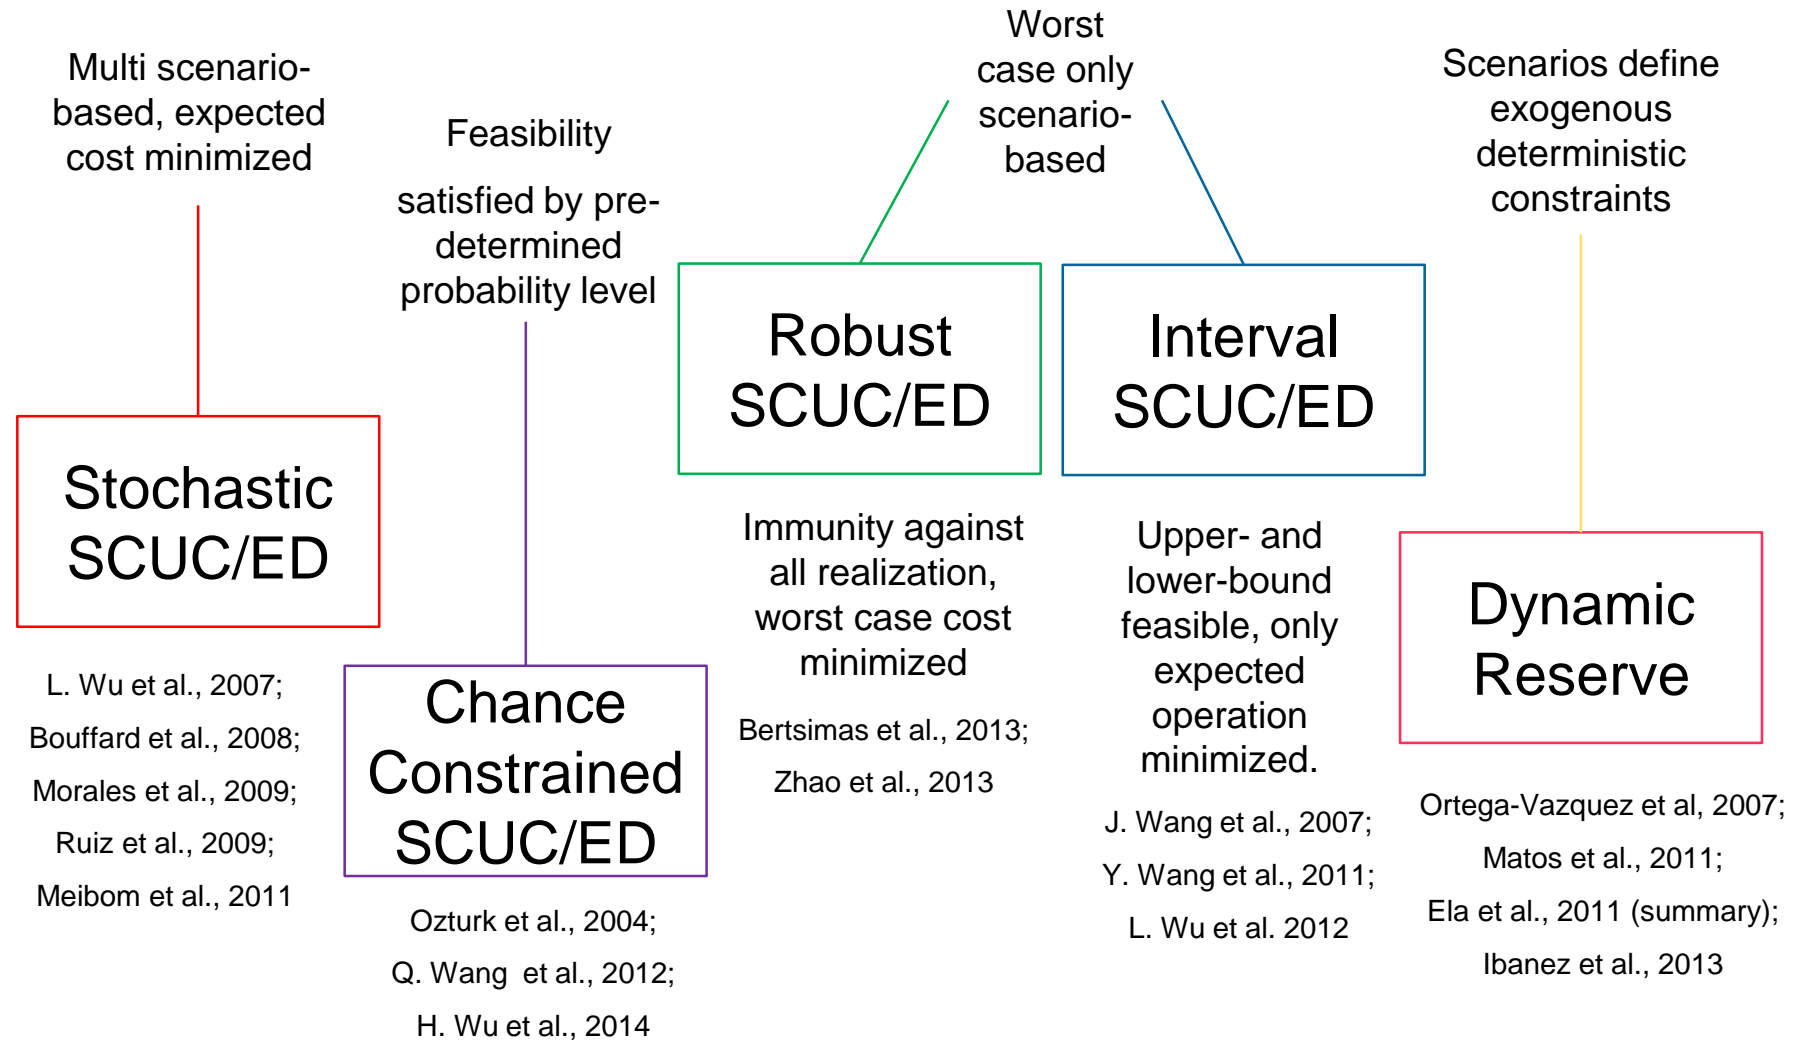 Multi scenario-
based, expected
cost minimized
Stochastic
SCUC/ED
L. Wu et al., 2007;
Bouffard et al., 2008;
Morales et al., 2009;
Ruiz et al., 2009;
Meibom et al., 2011
Feasibility
satisfied by pre-
determined
probability level
Chance
Constrained
SCUC/ED
Ozturk et al., 2004;
Q. Wang et al., 2012;
H. Wu et al., 2014
Worst
case only
scenario-
based
Robust
SCUC/ED
Immunity against
all realization,
worst case cost
minimized
Bertsimas et al., 2013;
Zhao et al., 2013
Interval
SCUC/ED
Upper- and
lower-bound
feasible, only
expected
operation
minimized.
J. Wang et al., 2007;
Y. Wang et al., 2011;
L. Wu et al. 2012
Scenarios define
exogenous
deterministic
constraints
Dynamic
Reserve
Ortega-Vazquez et al, 2007;
Matos et al., 2011;
Ela et al., 2011 (summary);
Ibanez et al., 2013